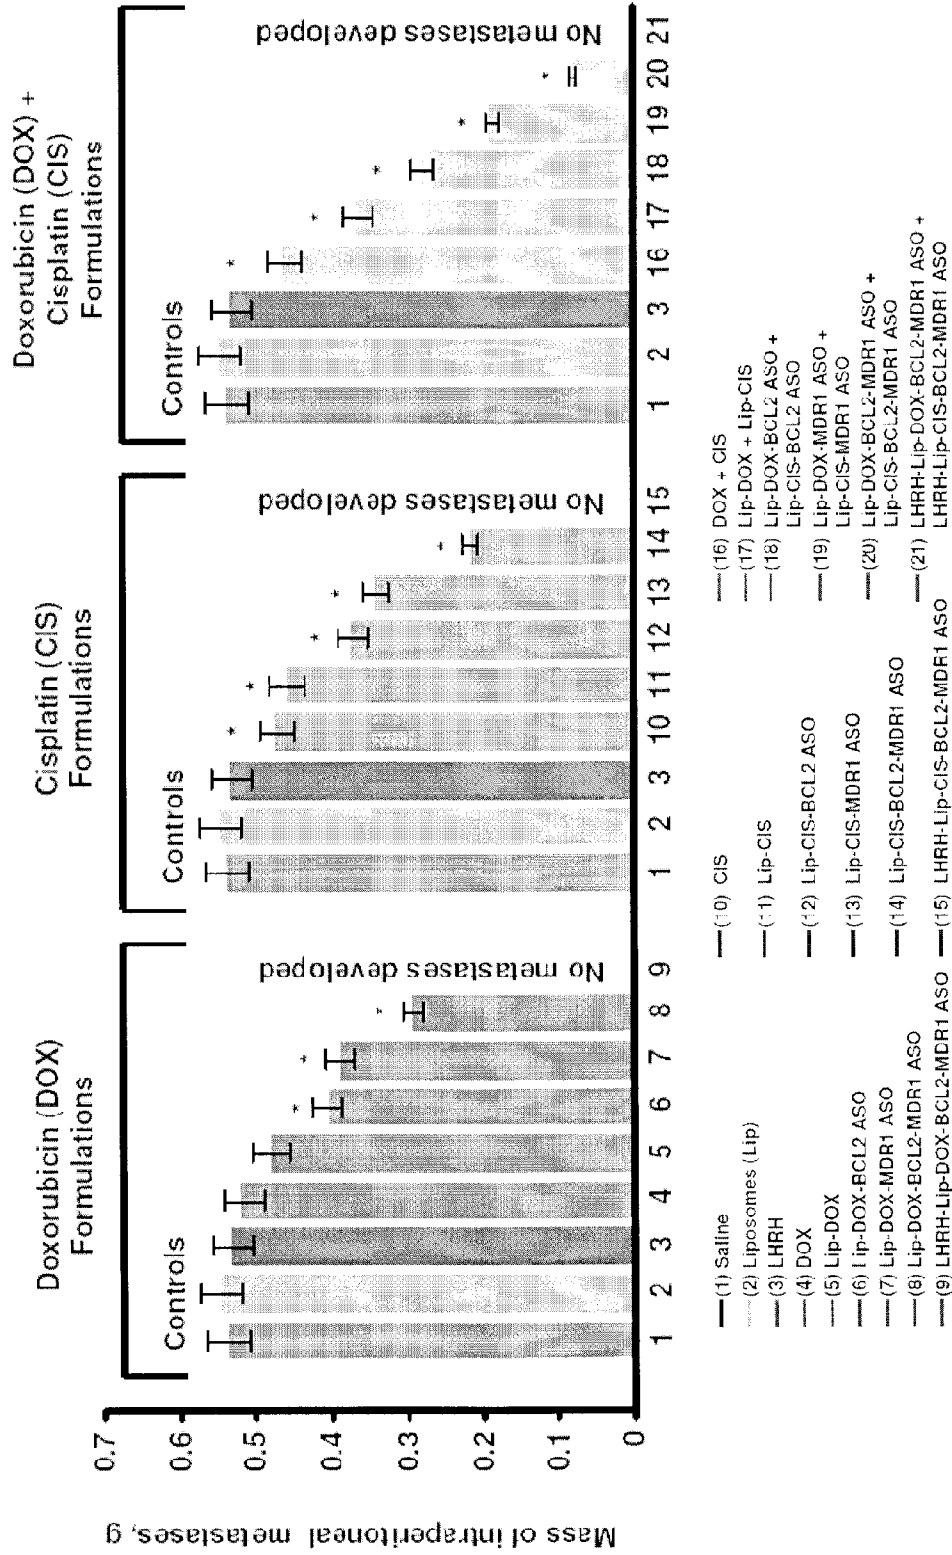 Doxorubicin (DOX)
Formulations
Cisplatin (CIS)
Formulations
Doxorubicin (DOX) +
Cisplatin (CIS)
Formulations
Controls
Controls
Controls
Mass of intraperitoneal
metastases, g
0.7
0.6
0.5
0.4
0.3
0.2
0.1
0
* * *
No metastases developed
* * * * *
No metastases developed
* * * * *
No metastases developed
1 2 3 4 5 6 7 8 9
1 2 3 10 11 12 13 14 15
1 2 3 16 17 18 19 20 21
(1) Saline
(2) Liposomes (Lip)
(3) LHRH
(4) DOX
(5) Lip-DOX
(6) Lip-DOX-BCL2 ASO
(7) Lip-DOX-MDR1 ASO
(8) Lip-DOX-BCL2-MDR1 ASO
(9) LHRH-Lip-DOX-BCL2-MDR1 ASO
(10) CIS
(11) Lip-CIS
(12) Lip-CIS-BCL2 ASO
(13) Lip-CIS-MDR1 ASO
(14) Lip-CIS-BCL2-MDR1 ASO
(15) LHRH-Lip-CIS-BCL2-MDR1 ASO
(16) DOX + CIS
(17) Lip-DOX + Lip-CIS
(18) Lip-DOX-BCL2 ASO +
Lip-CIS-BCL2 ASO
(19) Lip-DOX-MDR1 ASO +
Lip-CIS-MDR1 ASO
(20) Lip-DOX-BCL2-MDR1 ASO +
Lip-CIS-BCL2-MDR1 ASO
(21) LHRH-Lip-DOX-BCL2-MDR1 ASO +
LHRH-Lip-CIS-BCL2-MDR1 ASO